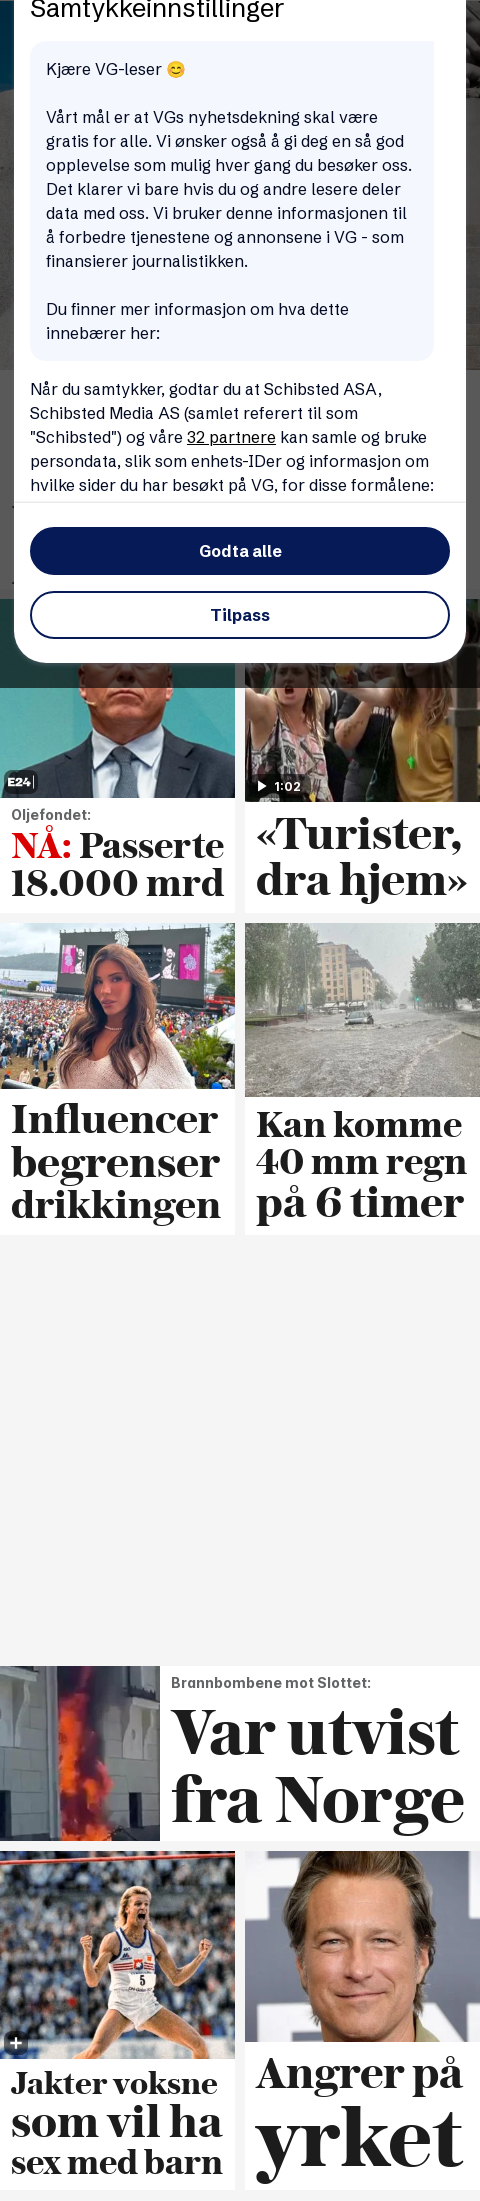 Samtykkeinnstillinger
Kjære VG-leser 😊
Vårt mål er at VGs nyhetsdekning skal være
gratis for alle. Vi ønsker også å gi deg en så god
opplevelse som mulig hver gang du besøker oss.
Det klarer vi bare hvis du og andre lesere deler
data med oss. Vi bruker denne informasjonen til
å forbedre tjenestene og annonsene i VG - som
finansierer journalistikken.
Du finner mer informasjon om hva dette
innebærer her:
Når du samtykker, godtar du at Schibsted ASA,
Schibsted Media AS (samlet referert til som
"Schibsted") og våre 32 partnere kan samle og bruke
persondata, slik som enhets-IDer og informasjon om
hvilke sider du har besøkt på VG, for disse formålene:
Godta alle
Tilpass
E24
Oljefondet:
NÅ: Passerte
18.000 mrd
1:02
«Turister,
dra hjem»
PALME
Influencer
begrenser
drikkingen
Kan komme
40 mm regn
på 6 timer
Brannbombene mot Slottet:
Var utvist
fra Norge
5
Jakter voksne
som vil ha
sex med barn
Angrer på
yrket